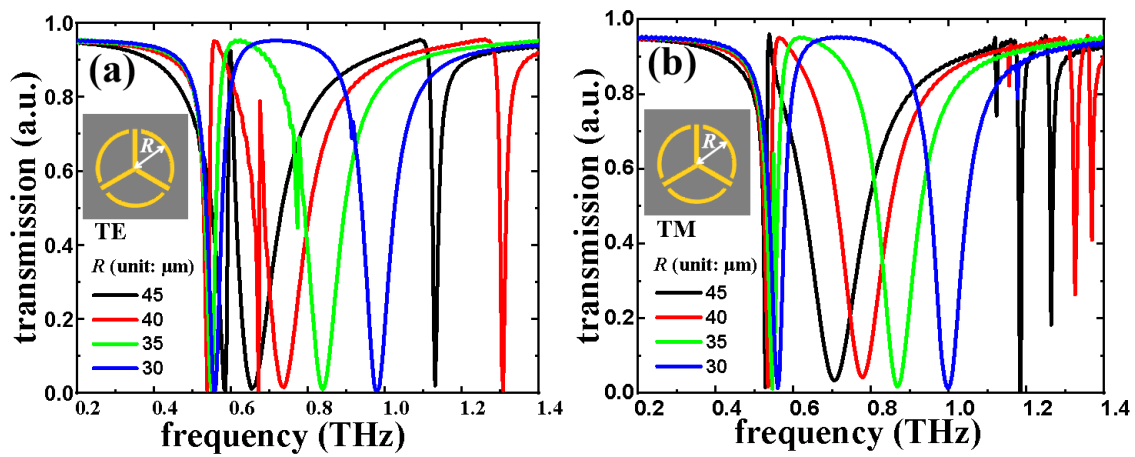 (a)
R
TE
R (unit: μm)
45
40
35
30
transmission (a.u.)
1.0
0.8
0.6
0.4
0.2
0.0
0.2 0.4 0.6 0.8 1.0 1.2 1.4
frequency (THz)
(b)
R
TM
R (unit: μm)
45
40
35
30
transmission (a.u.)
1.0
0.8
0.6
0.4
0.2
0.0
0.2 0.4 0.6 0.8 1.0 1.2 1.4
frequency (THz)